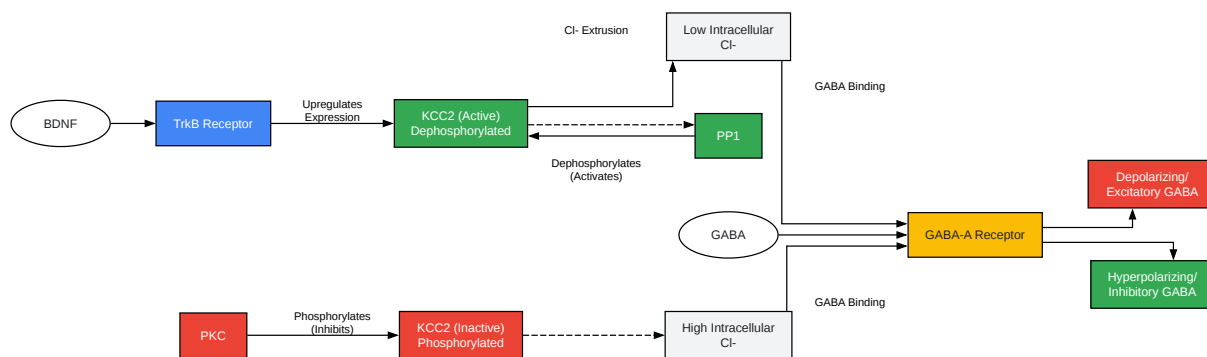 Cl- Extrusion
Low Intracellular
Cl-
GABA Binding
BDNF
TrkB Receptor
Upregulates
Expression
KCC2 (Active)
Dephosphorylated
PP1
Dephosphorylates
(Activates)
Depolarizing/
Excitatory GABA
GABA
GABA-A Receptor
Hyperpolarizing/
Inhibitory GABA
GABA Binding
PKC
Phosphorylates
(Inhibits)
KCC2 (Inactive)
Phosphorylated
High Intracellular
Cl-